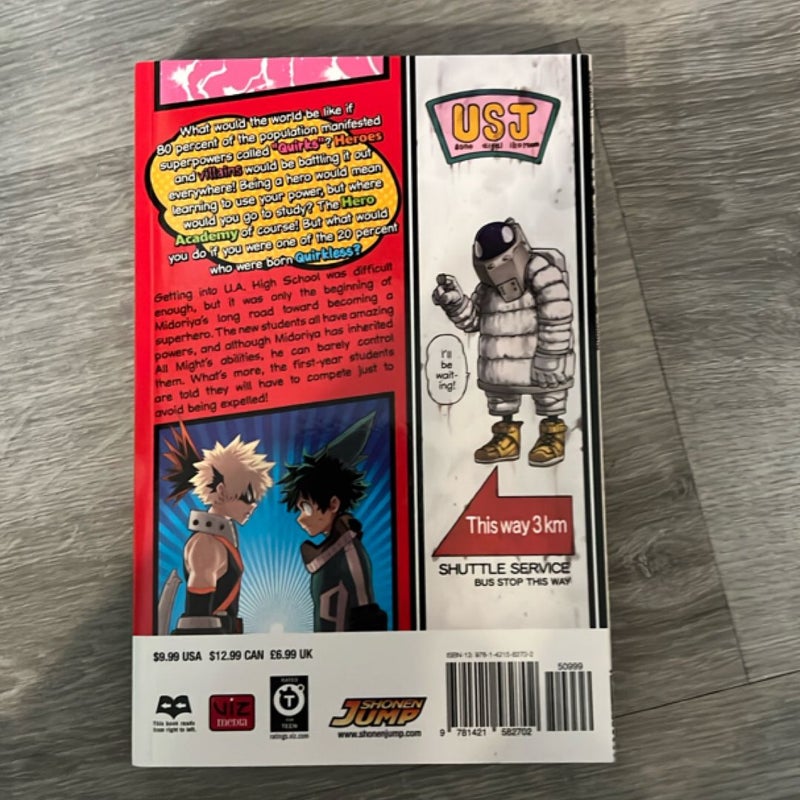 What would the world be like if
80 percent of the population manifested
superpowers called "Quirks"? Heroes
and villains would be battling it out
everywhere! Being a hero would mean
learning to use your power, but where
would you go to study? The Hero
Academy of course! But what would
you do if you were one of the 20 percent
who were born Quirkless?
Getting into U.A. High School was difficult
enough, but it was only the beginning of
Midoriya's long road toward becoming a
superhero. The new students all have amazing
powers, and although Midoriya has inherited
All Might's abilities, he can barely control
them. What's more, the first-year students
are told they will have to compete just to
avoid being expelled!
USJ
I'll
be
wait-
ing!
This way 3 km
SHUTTLE SERVICE
BUS STOP THIS WAY
$9.99 USA $12.99 CAN £6.99 UK
This book reads
from right to left.
viz
media
RATED
T
FOR
TEEN
ratings.viz.com
SHONEN
JUMP
www.shonenjump.com
ISBN-13: 978-1-4215-8270-2
50999
9 781421 582702